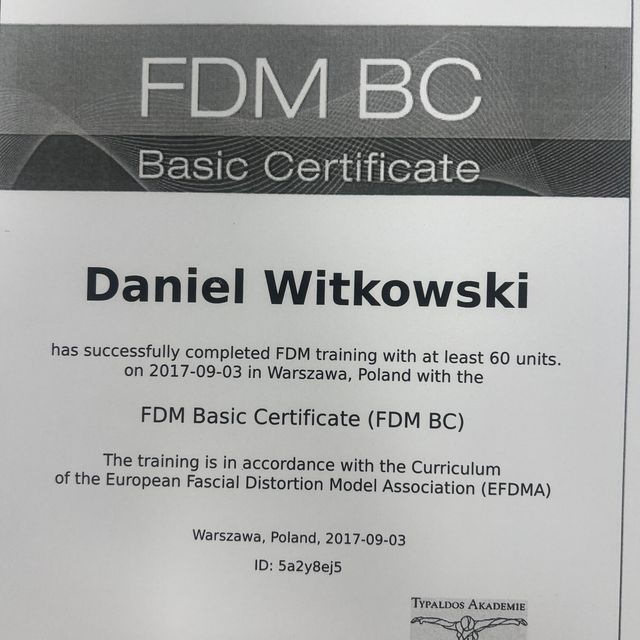 FDM BC
Basic Certificate
Daniel Witkowski
has successfully completed FDM training with at least 60 units.
on 2017-09-03 in Warszawa, Poland with the
FDM Basic Certificate (FDM BC)
The training is in accordance with the Curriculum
of the European Fascial Distortion Model Association (EFDMA)
Warszawa, Poland, 2017-09-03
ID: 5a2y8ej5
TYPALDOS AKADEMIE